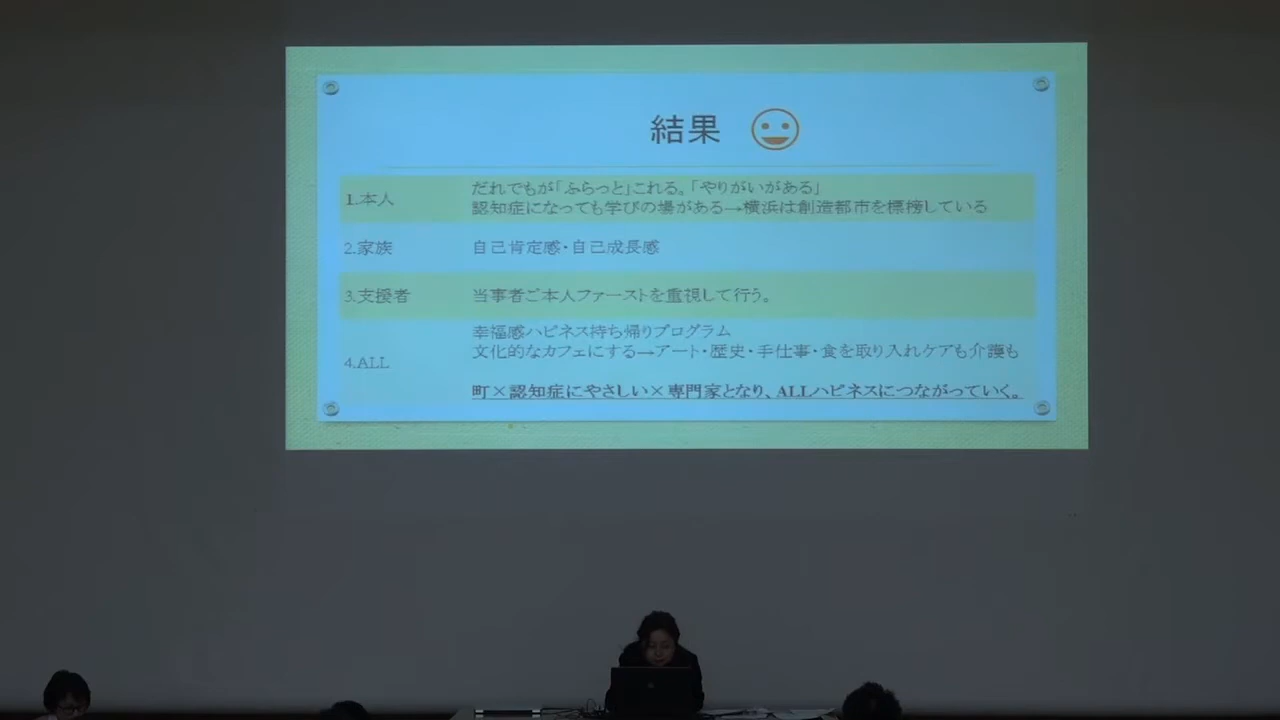 結果
1.本人
だれでもが「ふらっと」これる。「やりがいがある」
認知症になっても学びの場がある→横浜は創造都市を標榜している
2.家族
自己肯定感・自己成長感
3.支援者
当事者ご本人ファーストを重視して行う。
4.ALL
幸福感ハピネス持ち帰りプログラム
文化的なカフェにする→アート・歴史・手仕事・食を取り入れケアも介護も
町×認知症にやさしい×専門家となり、ALLハピネスにつながっていく。